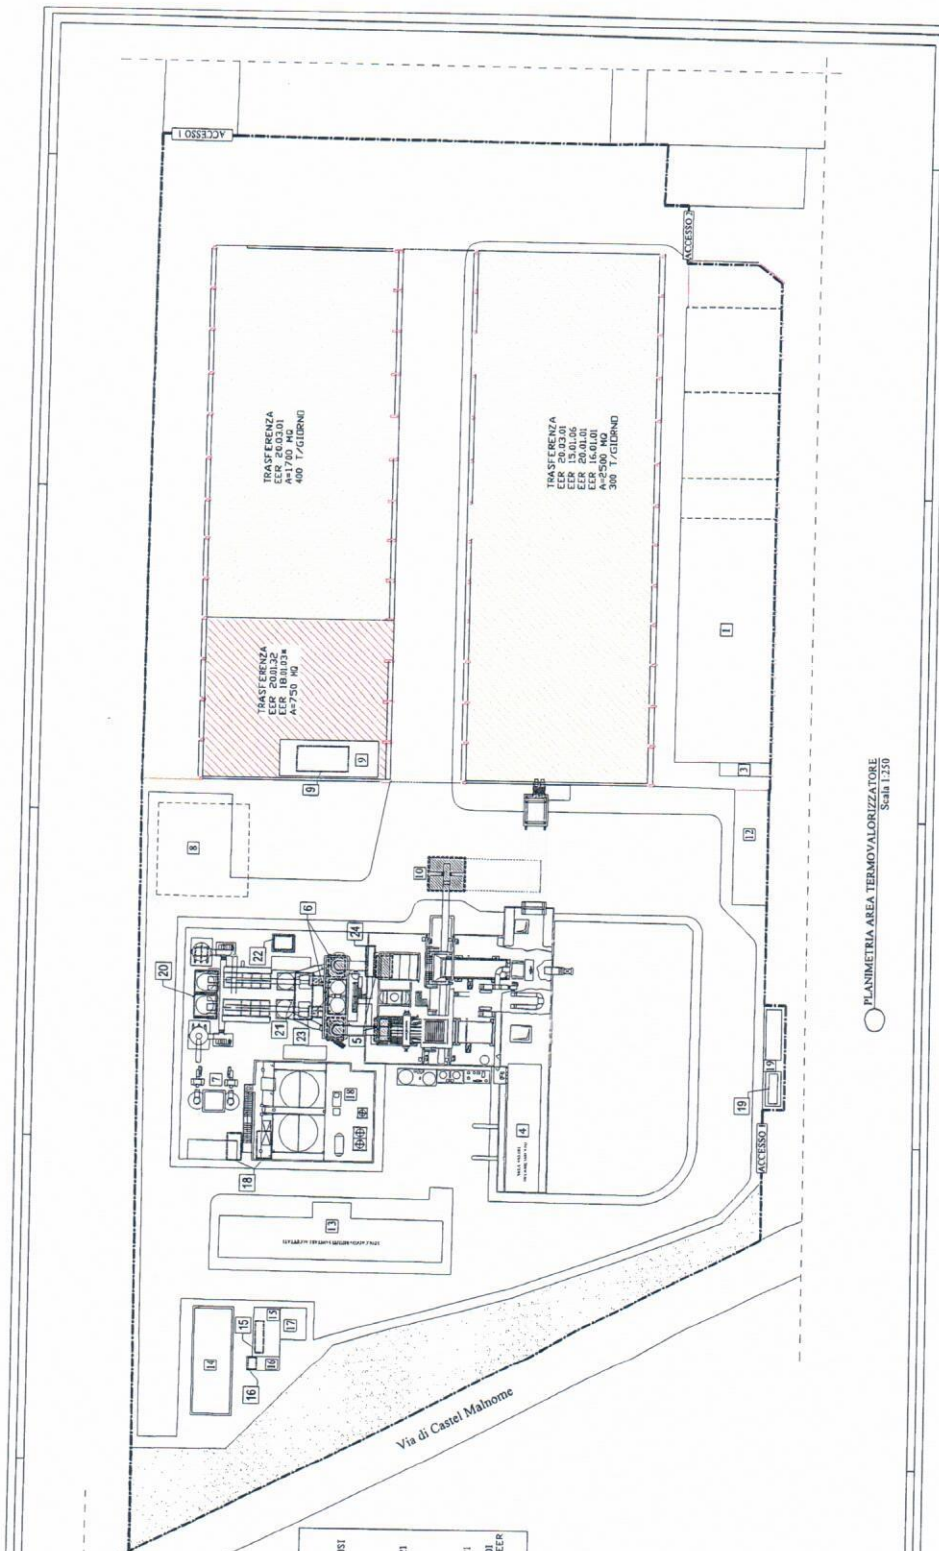 ACCESSO 1
ACCESSO 2
TRASFERENZA
EER 20.03.01
A=1700 MQ
400 T/GIORNO
TRASFERENZA
EER 20.03.01
EER 15.01.06
EER 20.01.01
EER 16.01.01
A=2500 MQ
300 T/GIORNO
TRASFERENZA
EER 20.01.32
EER 18.01.03*
A=750 MQ
1
9
9
3
8
12
10
6
24
22
20
21
23
5
7
18
18
4
19
19
ACCESSO 1
13
14
15
15
16
16
17
Via di Castel Malnome
PLANIMETRIA AREA TERMOVALORIZZATORE
Scala 1:250
EER